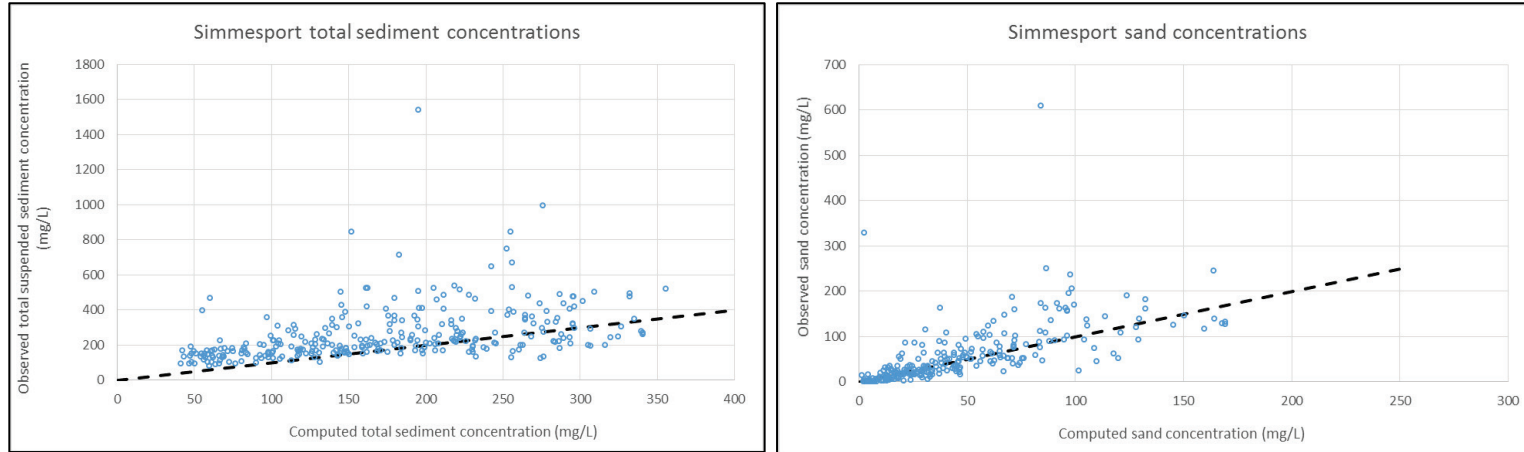 Simmesport total sediment concentrations
Observed total suspended sediment concentration
(mg/L)
1800
1600
1400
1200
1000
800
600
400
200
0
0 50 100 150 200 250 300 350 400
Computed total sediment concentration (mg/L)
Simmesport sand concentrations
Observed sand concentration (mg/L)
700
600
500
400
300
200
100
0
0 50 100 150 200 250 300
Computed sand concentration (mg/L)